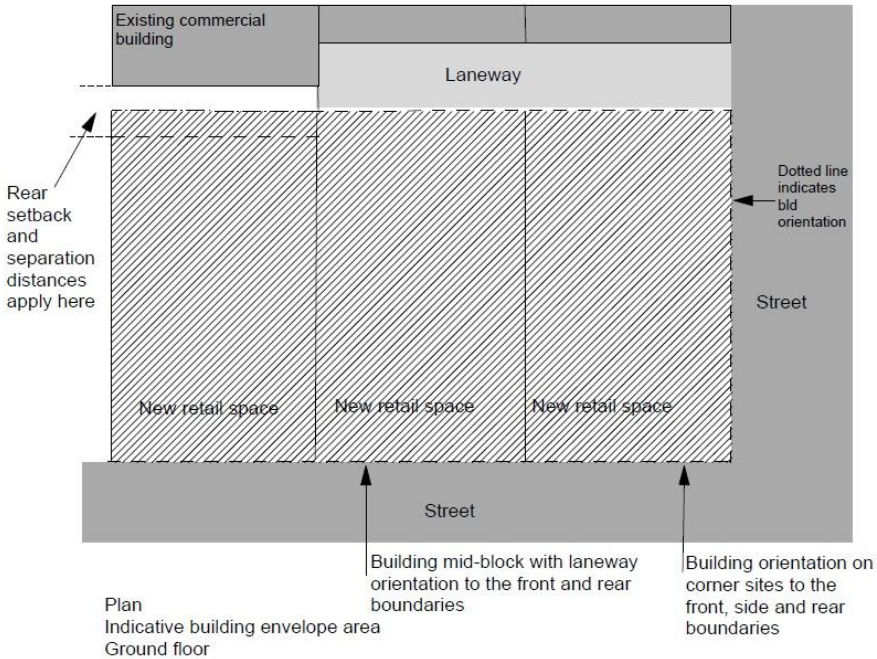 Existing commercial
building
Laneway
Rear
setback
and
separation
distances
apply here
Dotted line
indicates
bld
orientation
Street
New retail space
New retail space
New retail space
Street
Building mid-block with laneway
orientation to the front and rear
boundaries
Building orientation on
corner sites to the
front, side and rear
boundaries
Plan
Indicative building envelope area
Ground floor